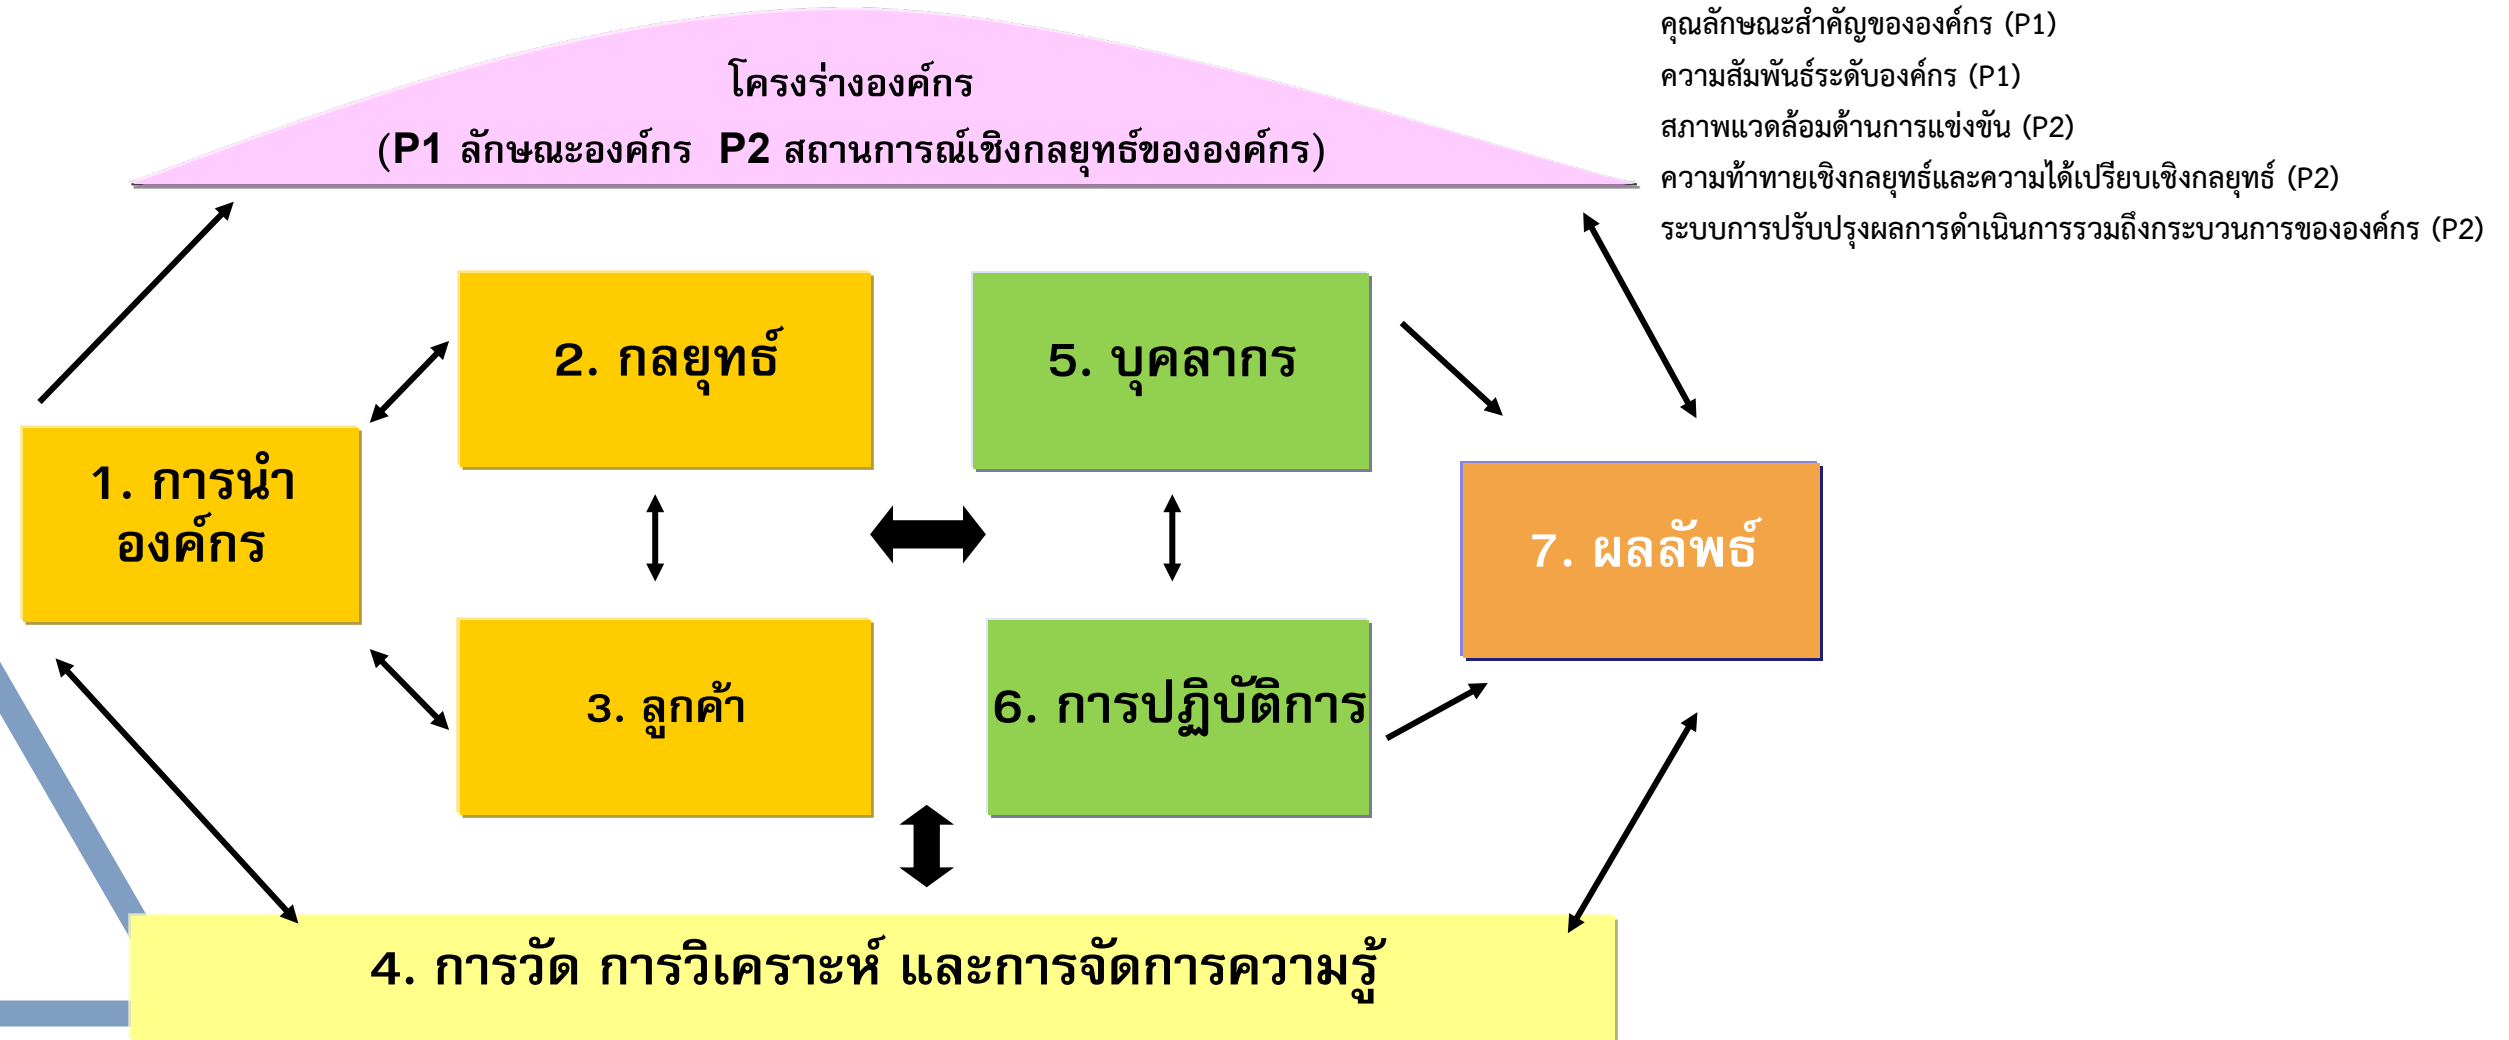 โครงร่างองค์กร
(P1 ลักษณะองค์กร P2 สถานการณ์เชิงกลยุทธ์ขององค์กร)
คุณลักษณะสำคัญขององค์กร (P1)
ความสัมพันธ์ระดับองค์กร (P1)
สภาพแวดล้อมด้านการแข่งขัน (P2)
ความท้าทายเชิงกลยุทธ์และความได้เปรียบเชิงกลยุทธ์ (P2)
ระบบการปรับปรุงผลการดำเนินการรวมถึงกระบวนการขององค์กร (P2)
1. การนำ
องค์กร
2. กลยุทธ์
5. บุคลากร
3. ลูกค้า
6. การปฏิบัติการ
7. ผลลัพธ์
4. การวัด การวิเคราะห์ และการจัดการความรู้